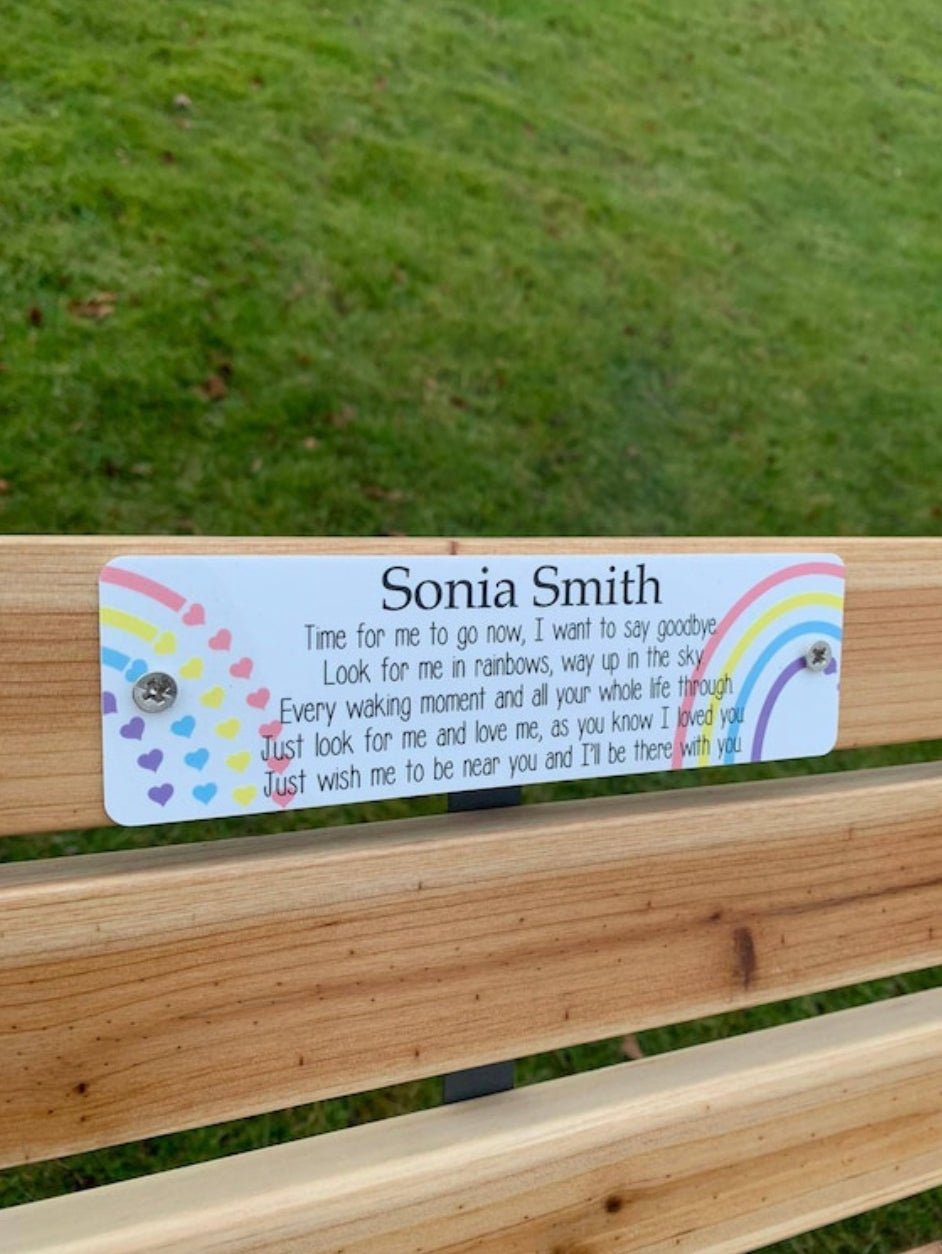 Sonia Smith
Time for me to go now, I want to say goodbye
Look for me in rainbows, way up in the sky
Every waking moment and all your whole life through
Just look for me and love me, as you know I loved you
Just wish me to be near you and I'll be there with you